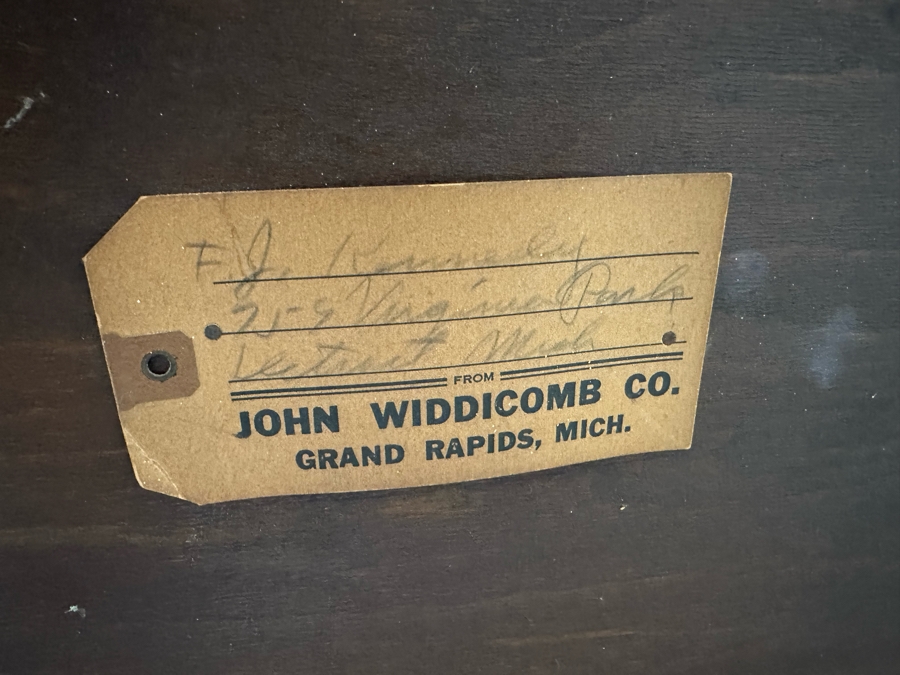 F J. Kennedy
Virginia Park
Detroit Mich
FROM
JOHN WIDDICOMB CO.
GRAND RAPIDS, MICH.